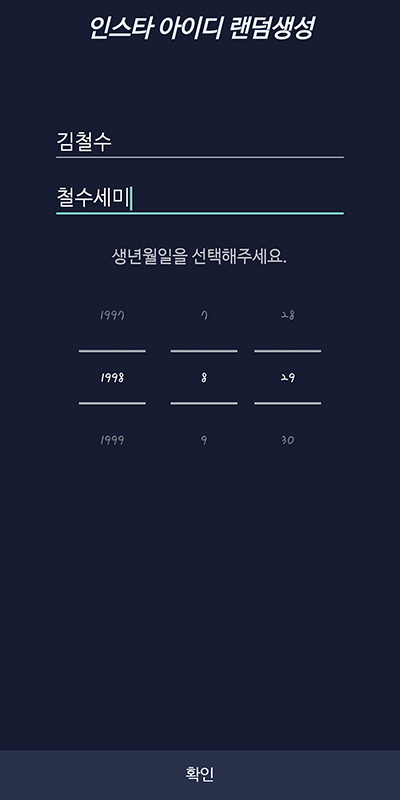 인스타 아이디 랜덤생성
김철수
철수세미
생년월일을 선택해주세요.
1997 7 28
1998 8 29
1999 9 30
확인